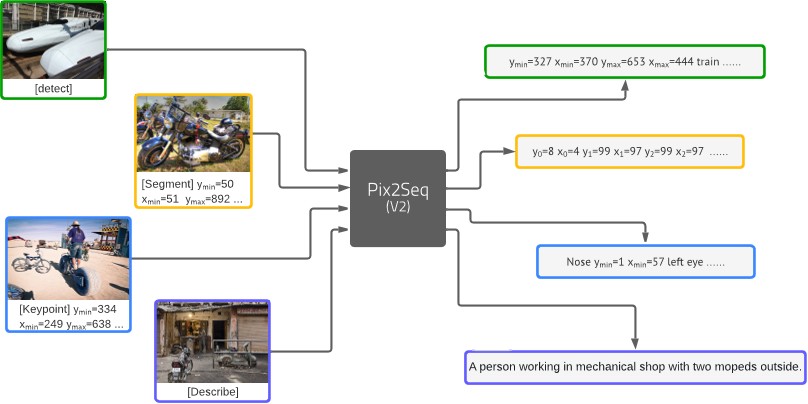 [detect]
[Segment] ymin=50
xmin=51 ymax=892 ...
[Keypoint] ymin=334
xmin=249 ymax=638 ...
[Describe]
Pix2Seq
(V2)
ymin=327 xmin=370 ymax=653 xmax=444 train ......
y0=8 x0=4 y1=99 x1=97 y2=99 x2=97 ......
Nose ymin=1 xmin=57 left eye ......
A person working in mechanical shop with two mopeds outside.